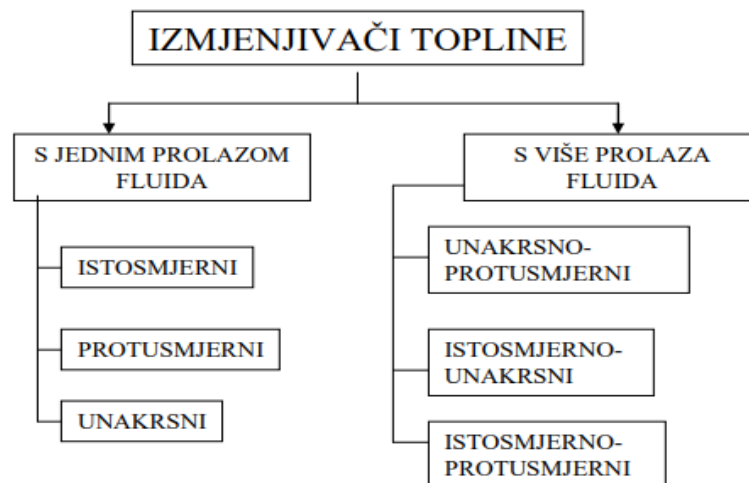 IZMJENJIVAČI TOPLINE
S JEDNIM PROLAZOM
FLUIDA
ISTOSMJERNI
PROTUSMJERNI
UNAKRSNI
S VIŠE PROLAZA
FLUIDA
UNAKRSNO-
PROTUSMJERNI
ISTOSMJERNO-
UNAKRSNI
ISTOSMJERNO-
PROTUSMJERNI